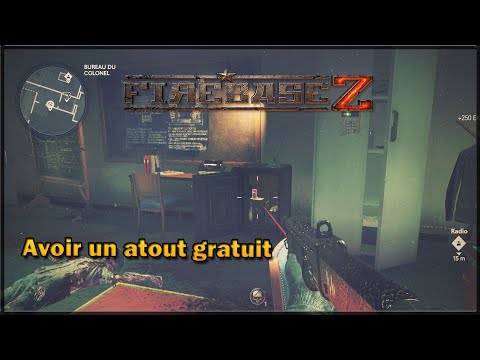 BUREAU DU
COLONEL
FIREBASE Z
+250 E
Avoir un atout gratuit
Radio
15 m